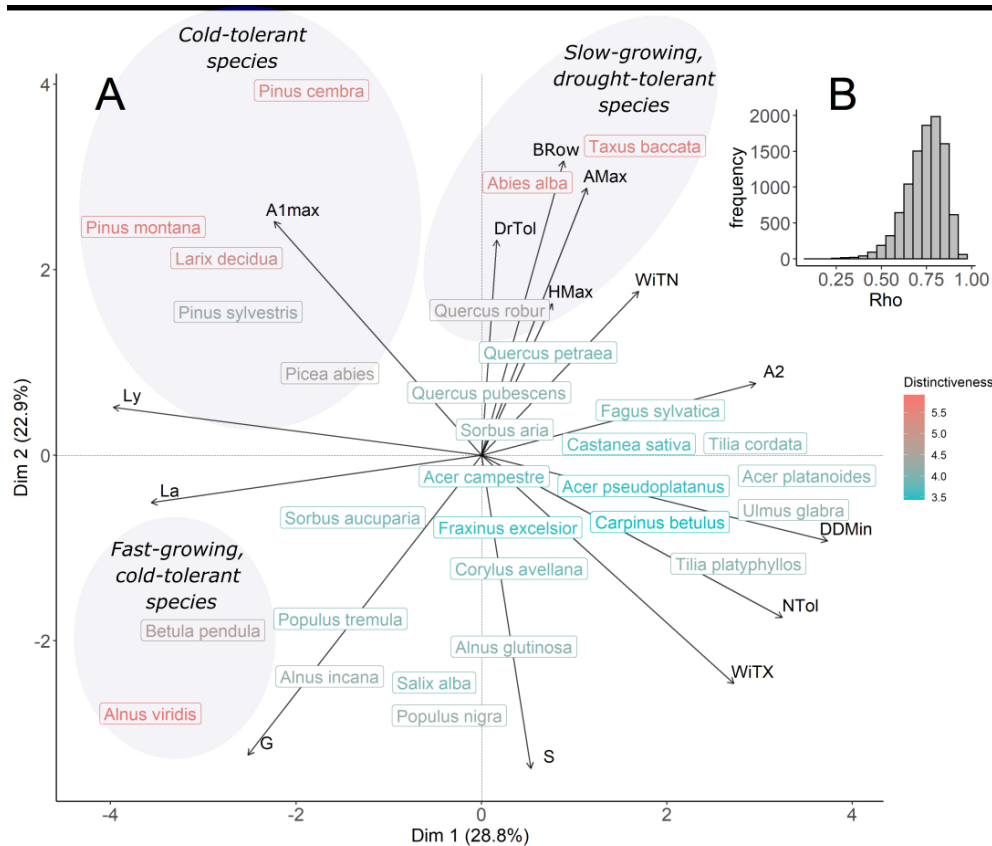 Cold-tolerant
species
Slow-growing,
drought-tolerant
species
A
B
4
Pinus cembra
BRow
Taxus baccata
AMax
Abies alba
A1max
Pinus montana
DrTol
Larix decidua
2
HMax
WiTN
Pinus sylvestris
Quercus robur
Quercus petraea
Picea abies
A2
Ly
Quercus pubescens
Fagus sylvatica
Sorbus aria
Castanea sativa
Tilia cordata
0
Acer campestre
Acer platanoides
La
Acer pseudoplatanus
Ulmus glabra
Sorbus aucuparia
Fraxinus excelsior
Carpinus betulus
DDMin
Fast-growing,
cold-tolerant
species
Corylus avellana
Tilia platyphyllos
NTol
Populus tremula
Betula pendula
-2
Alnus glutinosa
WiTX
Alnus incana
Salix alba
Alnus viridis
Populus nigra
G
S
-4
-2
0
2
4
Dim 1 (28.8%)
Dim 2 (22.9%)
2000
1500
1000
500
0
frequency
0.25
0.50
0.75
1.00
Rho
Distinctiveness
5.5
5.0
4.5
4.0
3.5